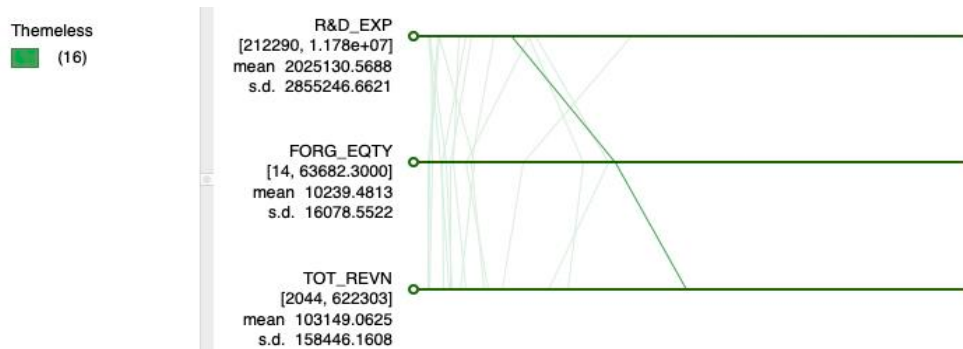 Themeless
(16)
R&D_EXP
[212290, 1.178e+07]
mean 2025130.5688
s.d. 2855246.6621
FORG_EQTY
[14, 63682.3000]
mean 10239.4813
s.d. 16078.5522
TOT_REVN
[2044, 622303]
mean 103149.0625
s.d. 158446.1608